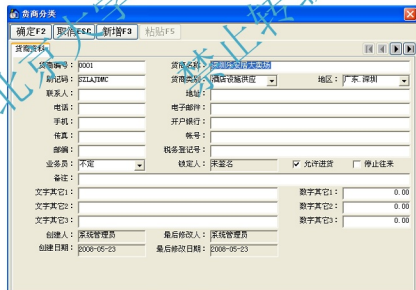 货商分类
确定F2 取消ESC 新增F3 粘贴F5
货商资料
货商编号: 0001 货商名称: 深圳乐安居大卖场
助记码: SZLAJDMC 货商类别: 酒店设施供应 地区: 广东.深圳
联系人: 地址:
电话: 电子邮件:
手机: 开户银行:
传真: 帐号:
邮编: 税务登记号:
业务员: 不定 锁定人: 未签名 允许进货 停止往来
备注:
文字其它1: 数字其它1: 0.00
文字其它2: 数字其它2: 0.00
文字其它3: 数字其它3: 0.00
创建人: 系统管理员 最后修改人: 系统管理员
创建日期: 2008-05-23 最后修改日期: 2008-05-23